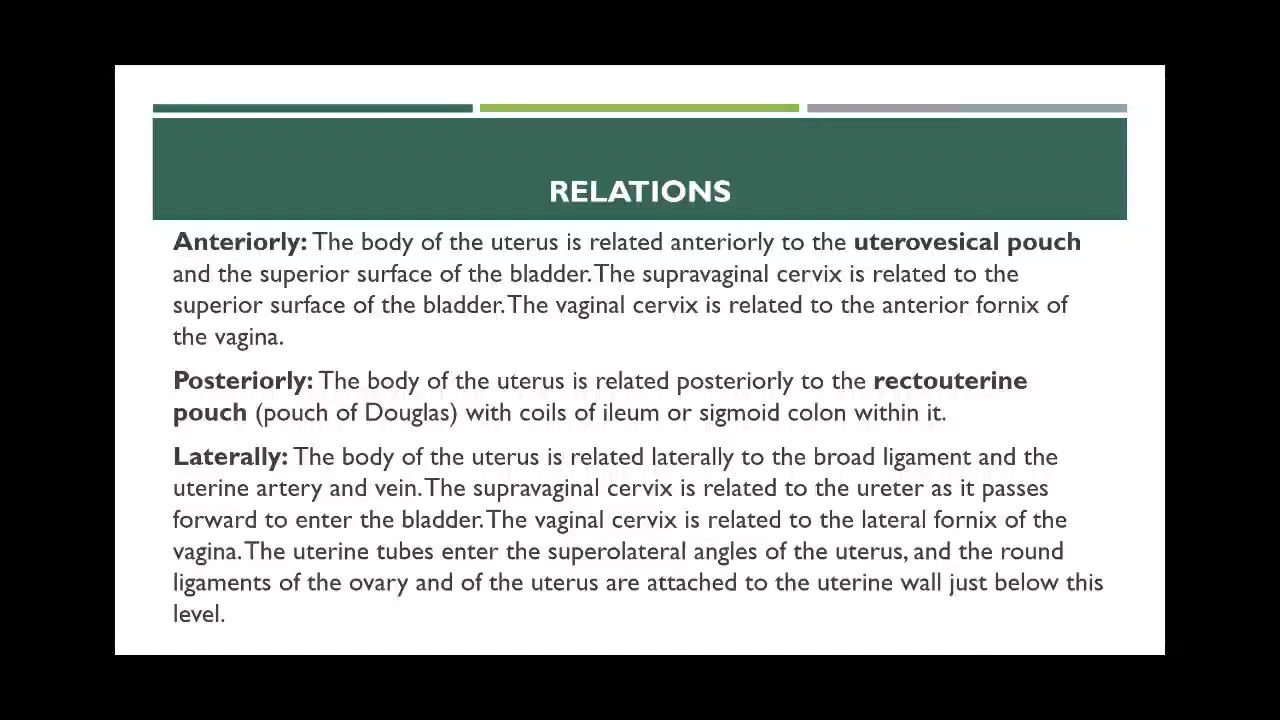 RELATIONS
Anteriorly: The body of the uterus is related anteriorly to the uterovesical pouch
and the superior surface of the bladder. The supravaginal cervix is related to the
superior surface of the bladder. The vaginal cervix is related to the anterior fornix of
the vagina.
Posteriorly: The body of the uterus is related posteriorly to the rectouterine
pouch (pouch of Douglas) with coils of ileum or sigmoid colon within it.
Laterally: The body of the uterus is related laterally to the broad ligament and the
uterine artery and vein. The supravaginal cervix is related to the ureter as it passes
forward to enter the bladder. The vaginal cervix is related to the lateral fornix of the
vagina. The uterine tubes enter the superolateral angles of the uterus, and the round
ligaments of the ovary and of the uterus are attached to the uterine wall just below this
level.